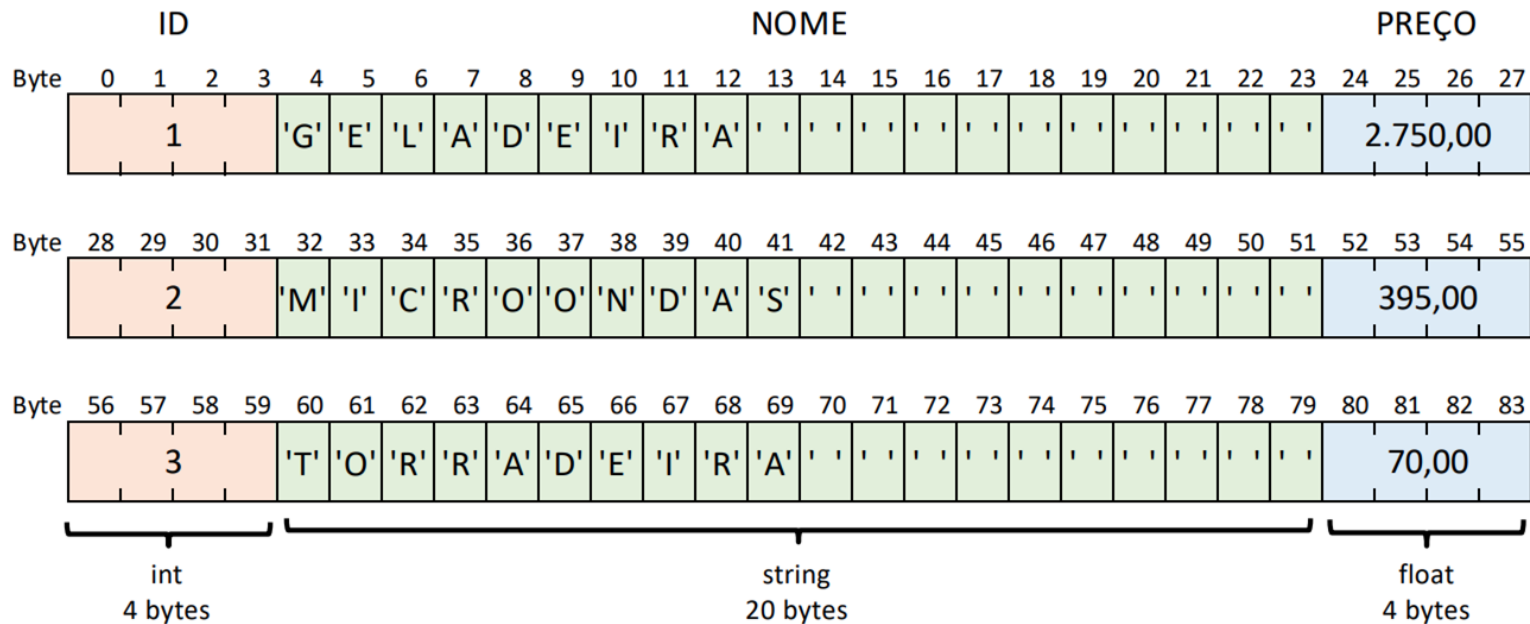 ID NOME PREÇO
Byte 0 1 2 3 4 5 6 7 8 9 10 11 12 13 14 15 16 17 18 19 20 21 22 23 24 25 26 27
1 'G' 'E' 'L' 'A' 'D' 'E' 'I' 'R' 'A' ' ' ' ' ' ' ' ' ' ' ' ' ' ' ' ' ' ' ' ' ' ' 2.750,00
Byte 28 29 30 31 32 33 34 35 36 37 38 39 40 41 42 43 44 45 46 47 48 49 50 51 52 53 54 55
2 'M' 'I' 'C' 'R' 'O' 'O' 'N' 'D' 'A' 'S' ' ' ' ' ' ' ' ' ' ' ' ' ' ' ' ' ' ' ' ' 395,00
Byte 56 57 58 59 60 61 62 63 64 65 66 67 68 69 70 71 72 73 74 75 76 77 78 79 80 81 82 83
3 'T' 'O' 'R' 'R' 'A' 'D' 'E' 'I' 'R' 'A' ' ' ' ' ' ' ' ' ' ' ' ' ' ' ' ' ' ' ' ' 70,00
int string float
4 bytes 20 bytes 4 bytes